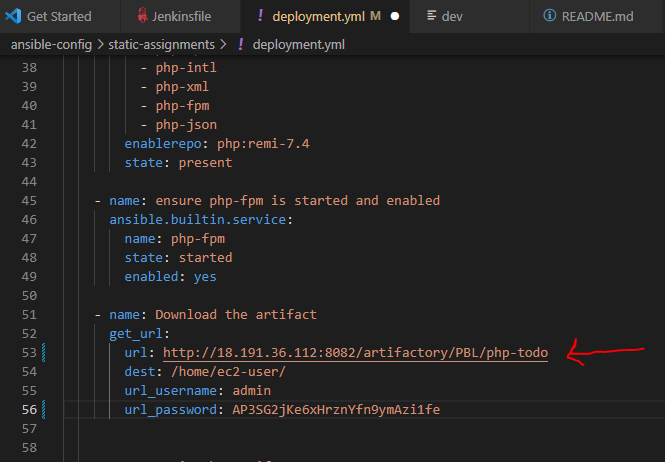 Get Started
Jenkinsfile
! deployment.yml M
dev
README.md
ansible-config > static-assignments > ! deployment.yml
38 - php-intl
39 - php-xml
40 - php-fpm
41 - php-json
42 enablerepo: php:remi-7.4
43 state: present
44
45 - name: ensure php-fpm is started and enabled
46 ansible.builtin.service:
47 name: php-fpm
48 state: started
49 enabled: yes
50
51 - name: Download the artifact
52 get_url:
53 url: http://18.191.36.112:8082/artifactory/PBL/php-todo
54 dest: /home/ec2-user/
55 url_username: admin
56 url_password: AP3SG2jKe6xHrznYfn9ymAzi1fe
57
58